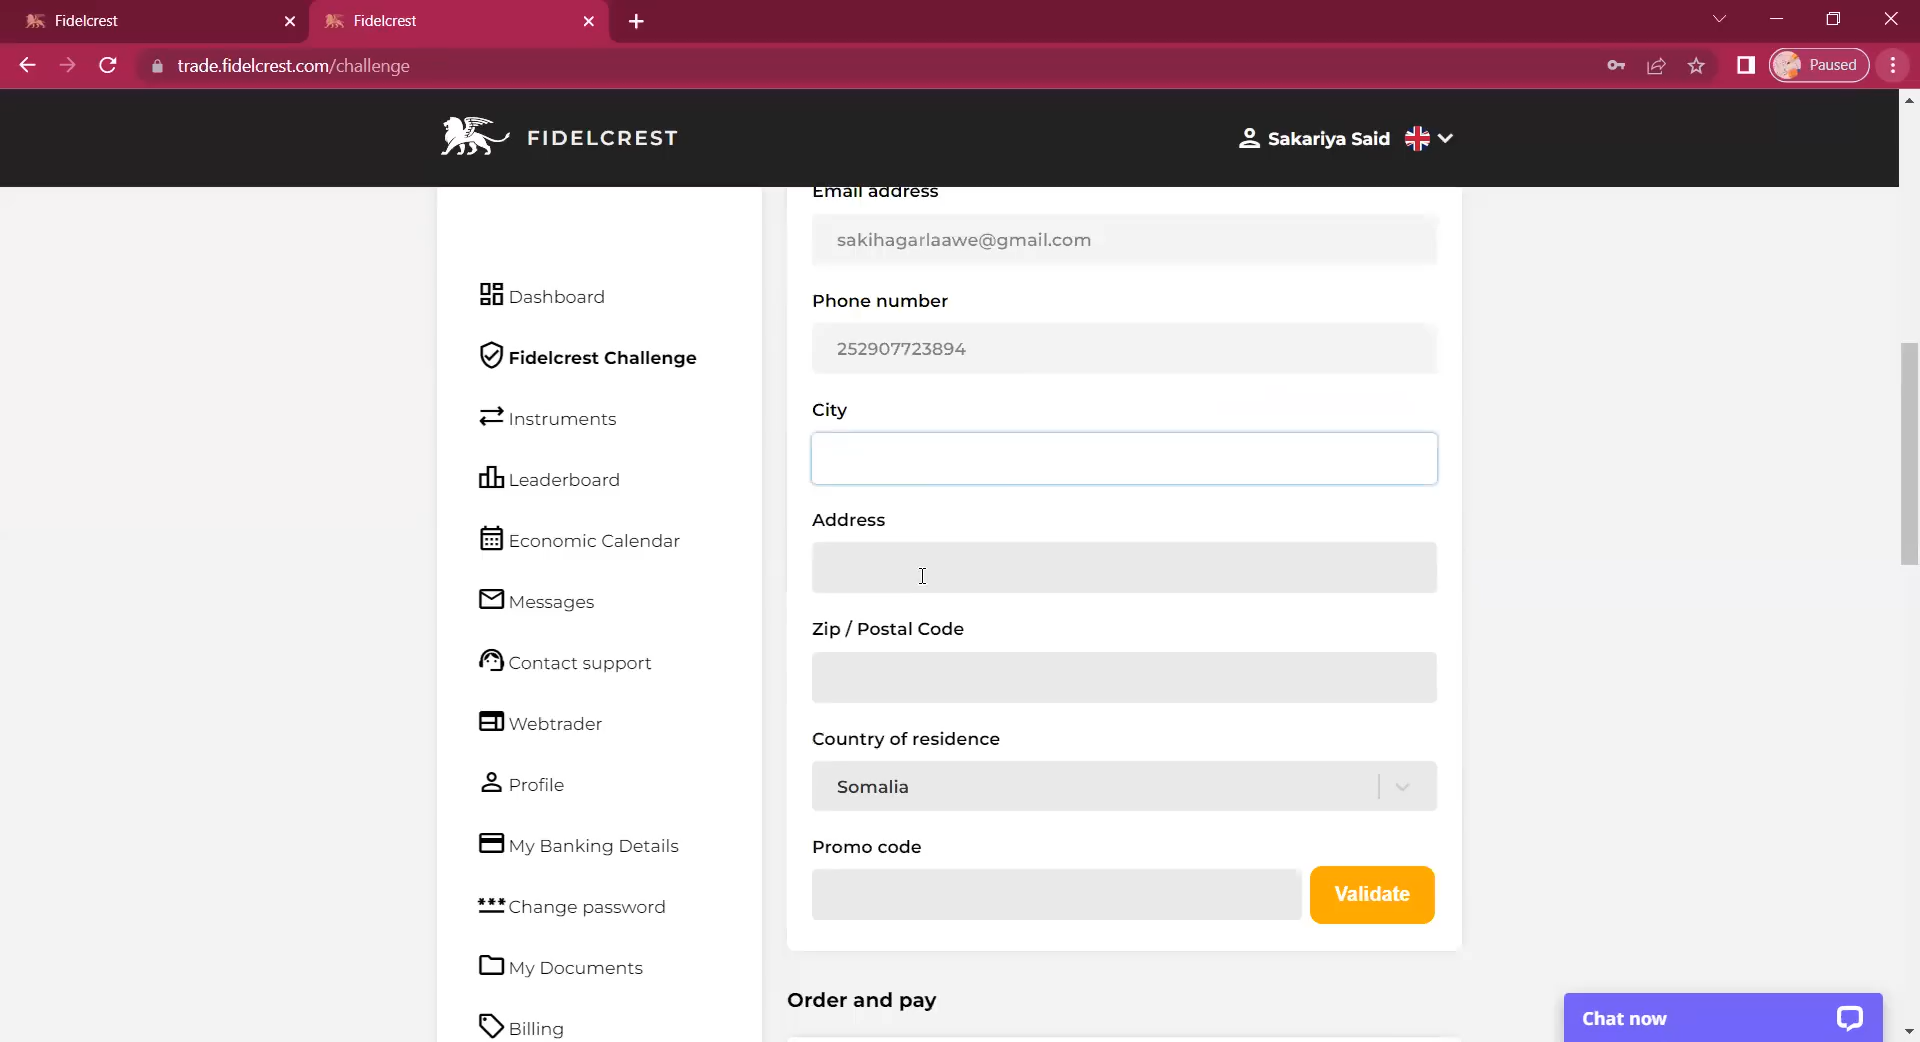 Fidelcrest
Fidelcrest
trade.fidelcrest.com/challenge
Paused
FIDELCREST
Sakariya Said
Email address
sakihagarlaawe@gmail.com
Phone number
252907723894
City
Address
Zip / Postal Code
Country of residence
Somalia
Promo code
Validate
Order and pay
Dashboard
Fidelcrest Challenge
Instruments
Leaderboard
Economic Calendar
Messages
Contact support
Webtrader
Profile
My Banking Details
Change password
My Documents
Billing
Chat now